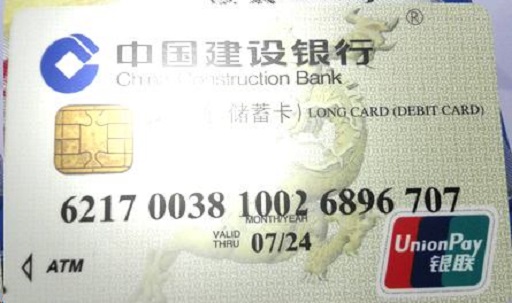 ®
中国建设银行
China Construction Bank
储蓄卡) LONG CARD (DEBIT CARD)
6217 0038 1002 6896 707
MONTH/YEAR
VALID THRU 07/24
ATM
UnionPay
银联